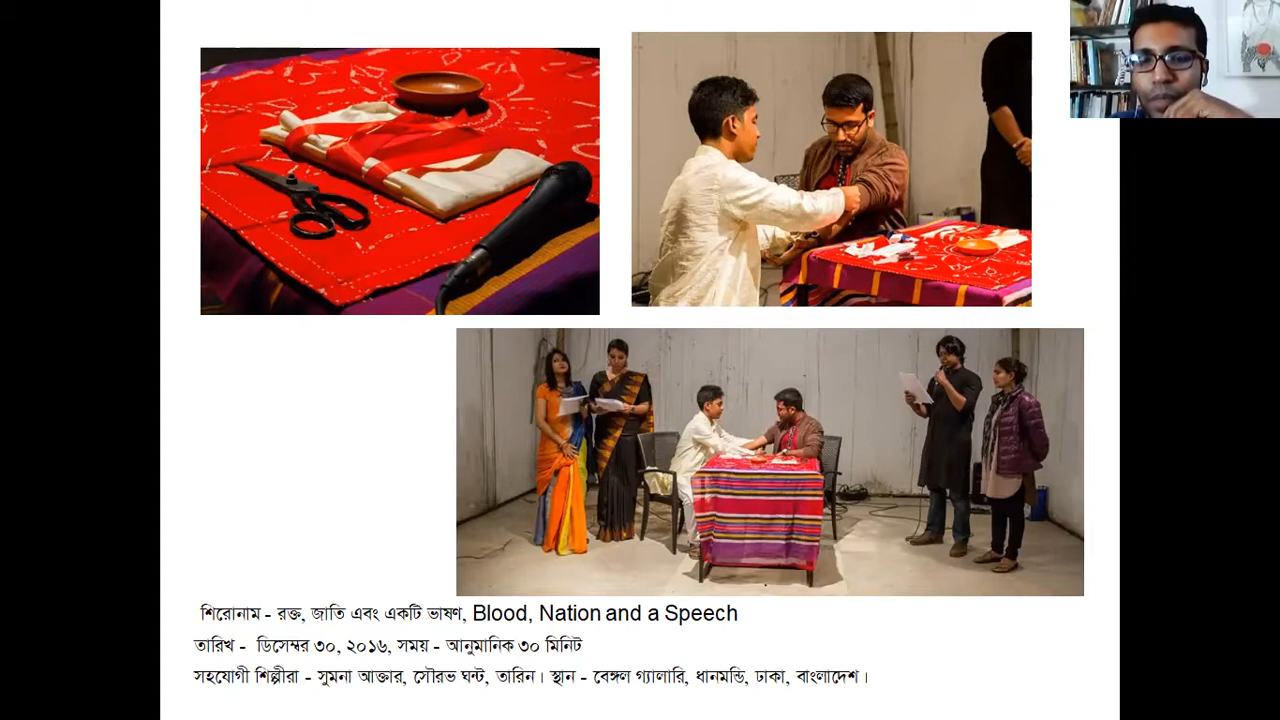 শিরোনাম - রক্ত, জাতি এবং একটি ভাষণ, Blood, Nation and a Speech
তারিখ - ডিসেম্বর ৩০, ২০১৬, সময় - আনুমানিক ৩০ মিনিট
সহযোগী শিল্পীরা - সুমনা আক্তার, সৌরভ ঘন্ট, তারিন। স্থান - বেঙ্গল গ্যালারি, ধানমন্ডি, ঢাকা, বাংলাদেশ।